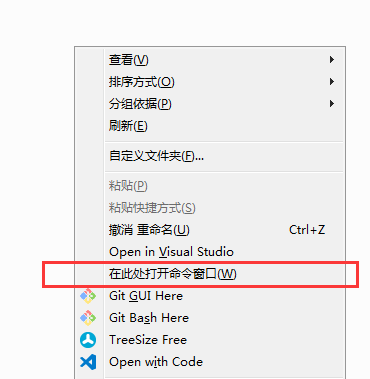 查看(V)
排序方式(O)
分组依据(P)
刷新(E)
自定义文件夹(F)...
粘贴(P)
粘贴快捷方式(S)
撤消 重命名(U) Ctrl+Z
Open in Visual Studio
在此处打开命令窗口(W)
Git GUI Here
Git Bash Here
TreeSize Free
Open with Code